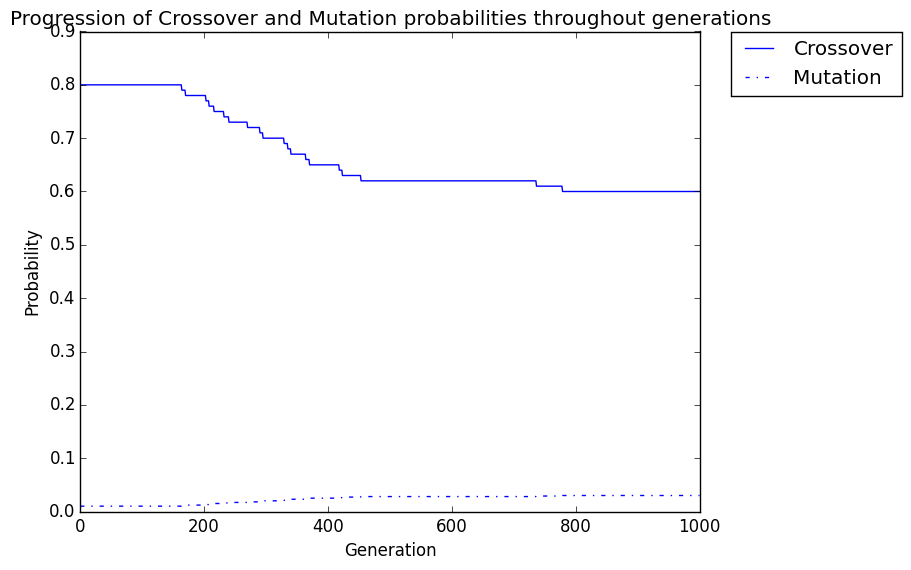 Progression of Crossover and Mutation probabilities throughout generations
0.9
0.8
0.7
0.6
0.5
0.4
0.3
0.2
0.1
0.0
Probability
0 200 400 600 800 1000
Generation
Crossover
Mutation